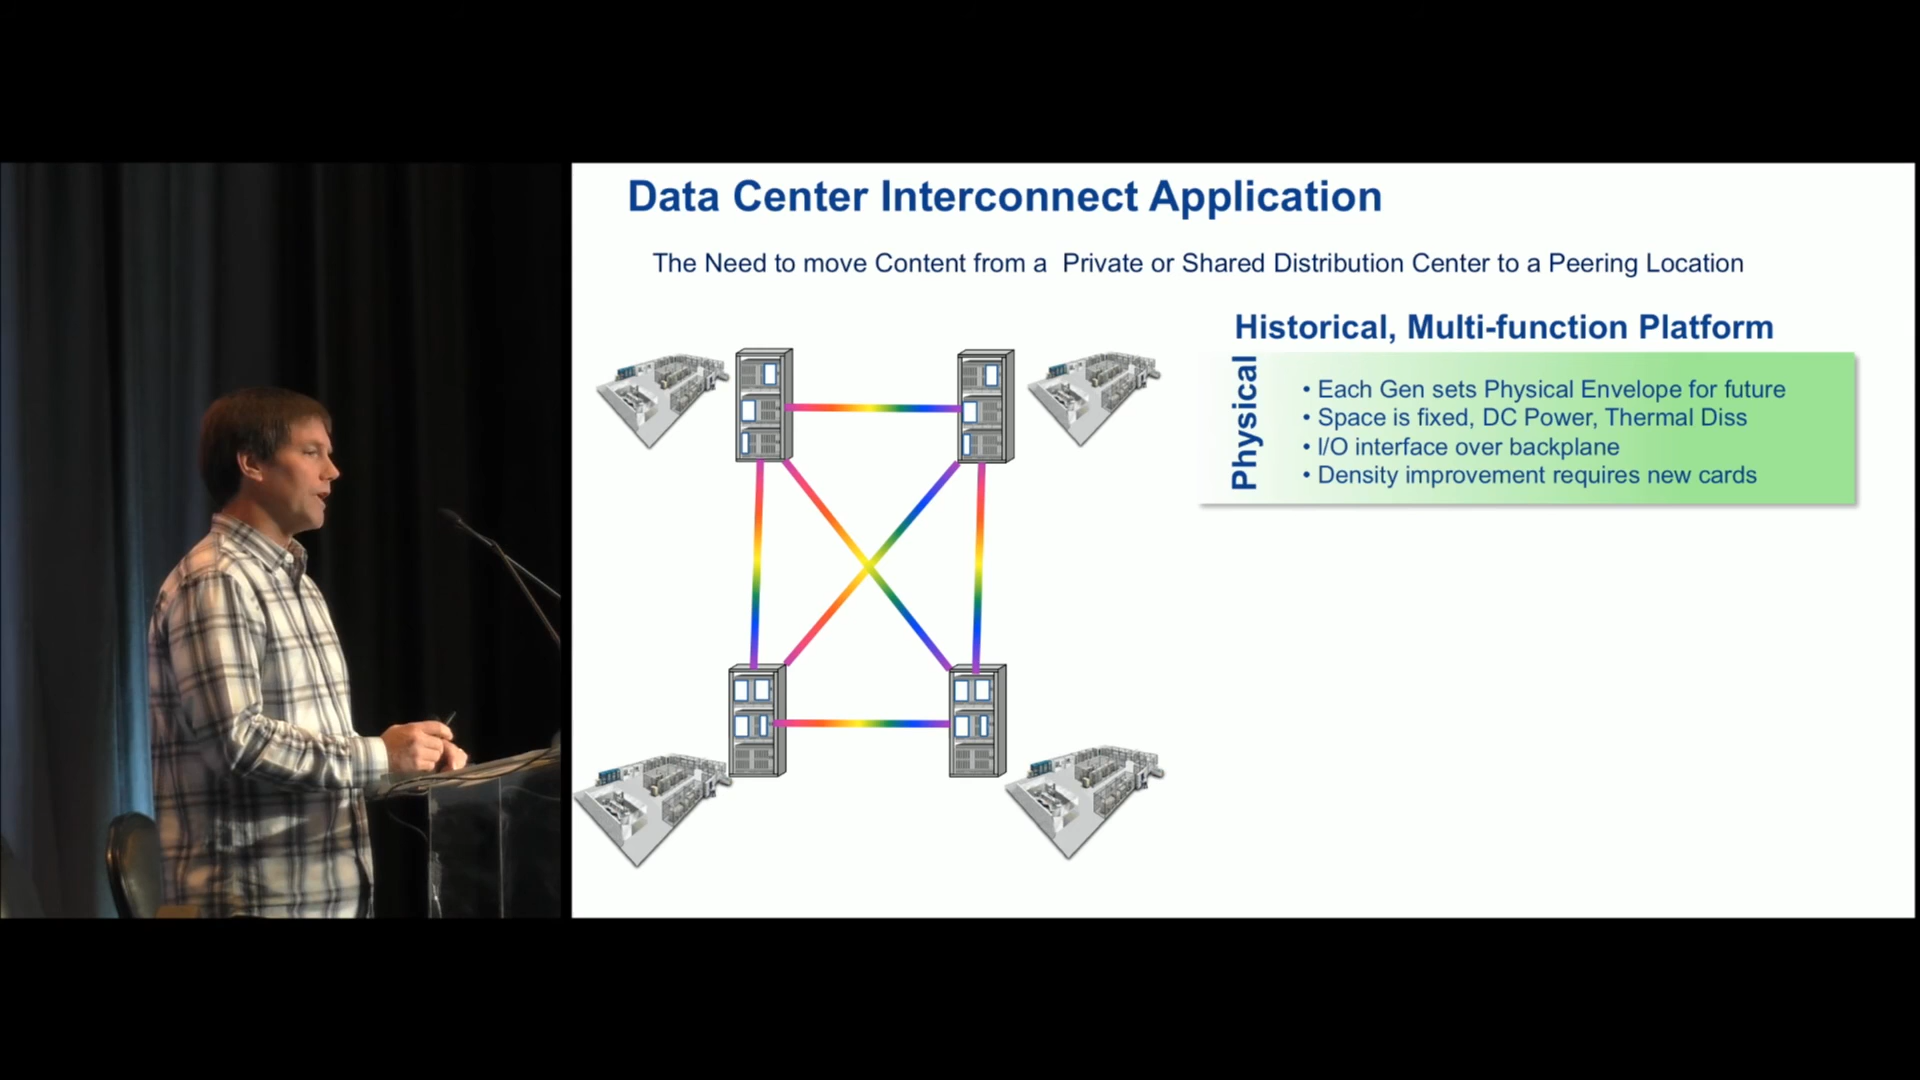 Data Center Interconnect Application
The Need to move Content from a  Private or Shared Distribution Center to a Peering Location
Historical, Multi-function Platform
Physical
• Each Gen sets Physical Envelope for future
• Space is fixed, DC Power, Thermal Diss
• I/O interface over backplane
• Density improvement requires new cards